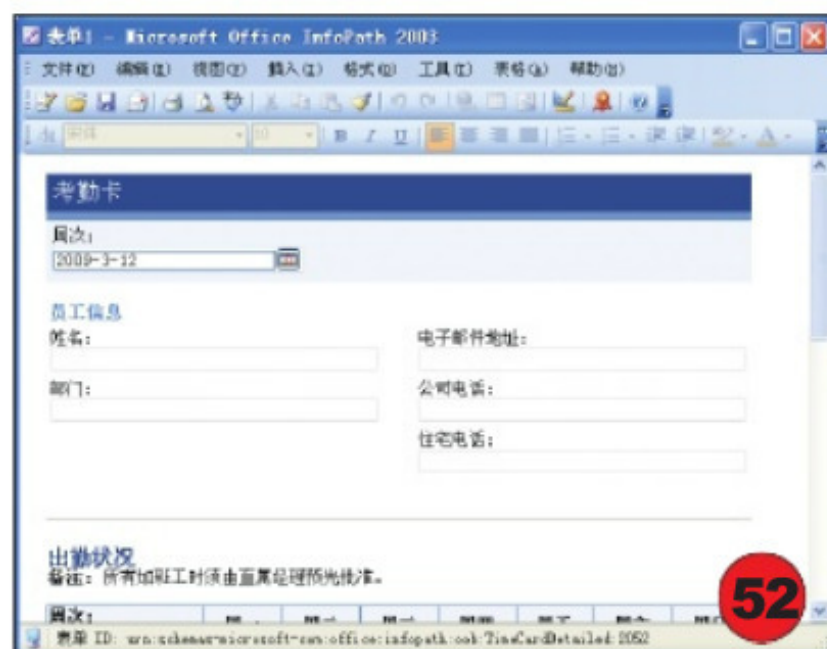 表单1 - Microsoft Office InfoPath 2003
文件(F) 编辑(E) 视图(V) 插入(I) 格式(O) 工具(T) 表格(A) 帮助(H)
宋体 10 B I U
考勤卡
周次:
2009-3-12
员工信息
姓名: 电子邮件地址:
部门: 公司电话:
住宅电话:
出勤状况
备注: 所有加班工时须由直属经理预先批准。
周次:
52
表单 ID: urn:schemas-microsoft-com:office:infopath:oob:TimeCardDetailed:2052